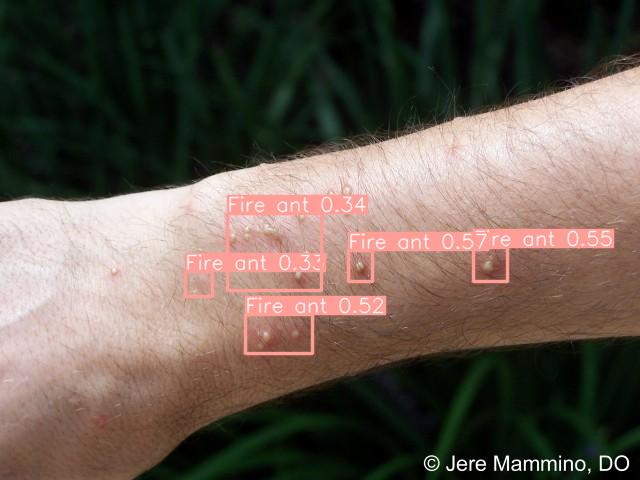 Fire ant 0.34
Fire ant 0.57
re ant 0.55
Fire ant 0.33
Fire ant 0.52
© Jere Mammino, DO